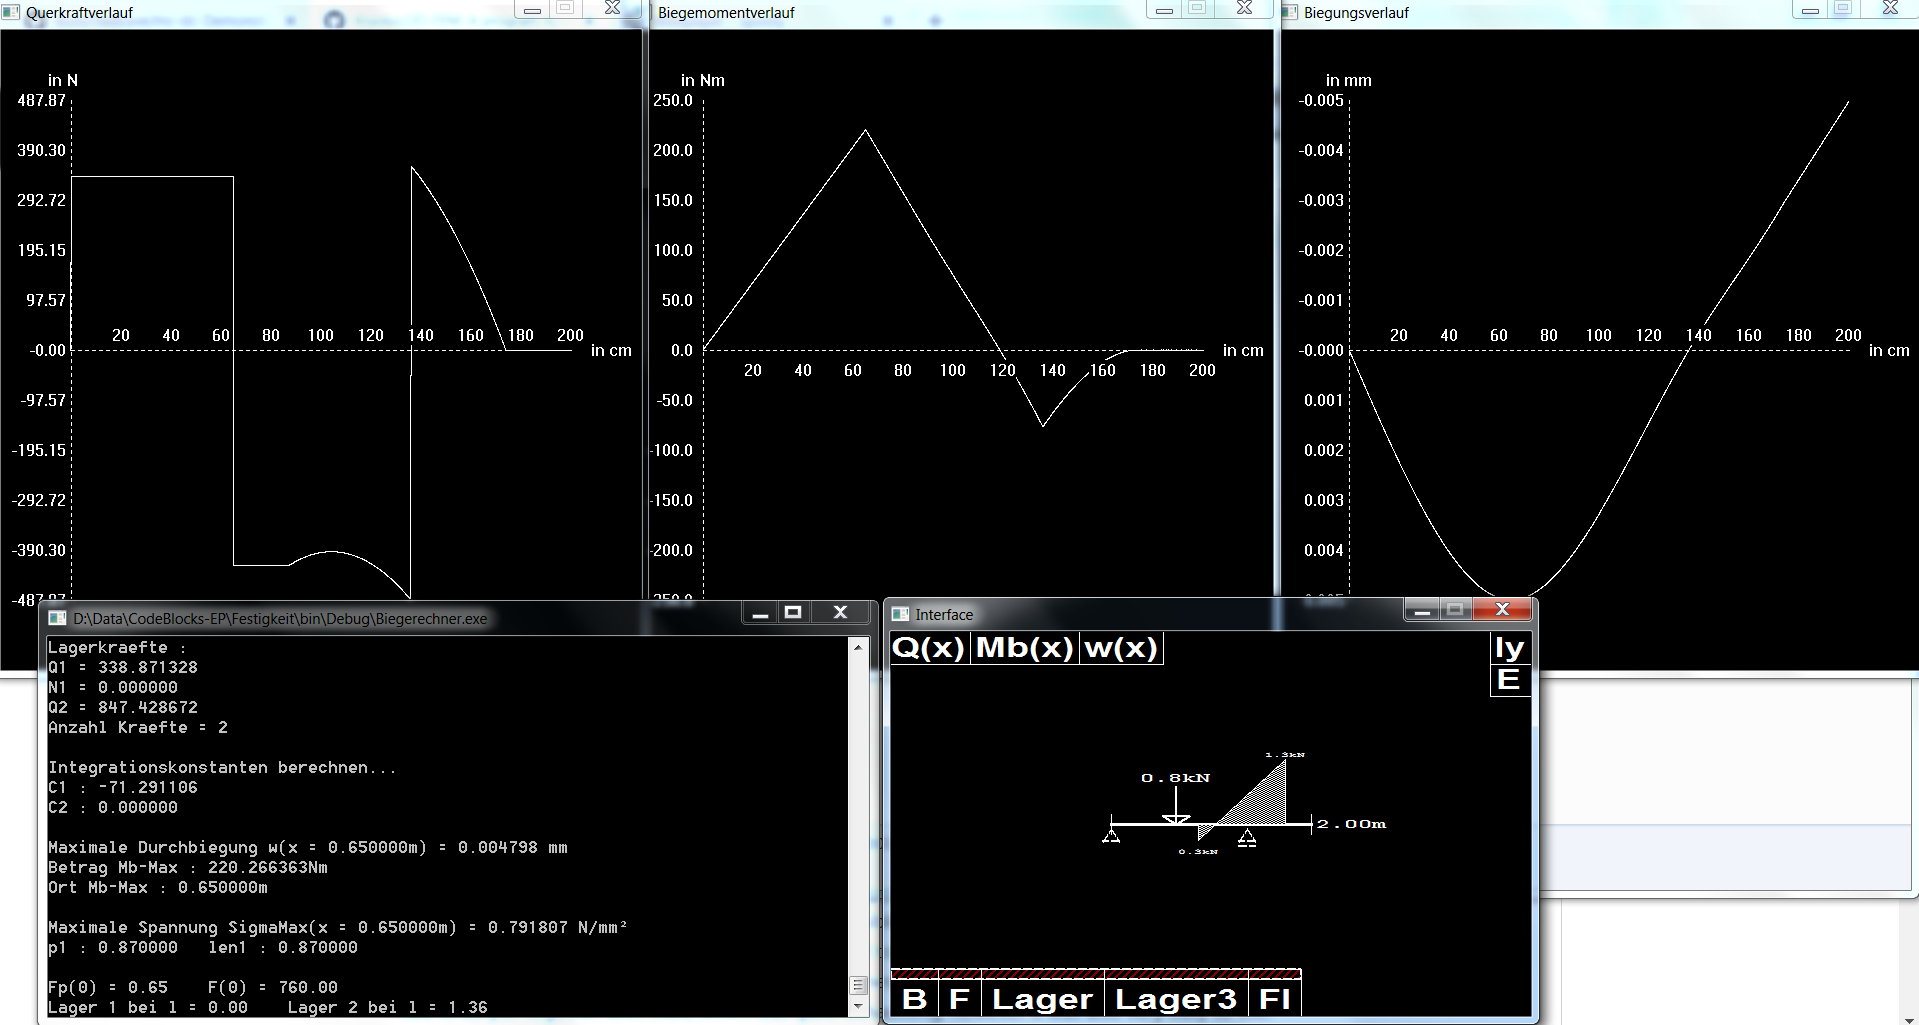 Querkraftverlauf
in N
487.87
390.30
292.72
195.15
97.57
20 40 60 80 100 120 140 160 180 200
-0.00
in cm
-97.57
-195.15
-292.72
-390.30
Biegemomentverlauf
in Nm
250.0
200.0
150.0
100.0
50.0
0.0
in cm
20 40 60 80 100 120 140 160 180 200
-50.0
-100.0
-150.0
-200.0
Biegungsverlauf
in mm
-0.005
-0.004
-0.003
-0.002
-0.001
20 40 60 80 100 120 140 160 180 200
-0.000
in cm
0.001
0.002
0.003
0.004
D:\Data\CodeBlocks-EP\Festigkeit\bin\Debug\Biegerechner.exe
Lagerkraefte :
Q1 = 338.871328
N1 = 0.000000
Q2 = 847.428672
Anzahl Kraefte = 2
Integrationskonstanten berechnen...
C1 : -71.291106
C2 : 0.000000
Maximale Durchbiegung w(x = 0.650000m) = 0.004798 mm
Betrag Mb-Max : 220.266363Nm
Ort Mb-Max : 0.650000m
Maximale Spannung SigmaMax(x = 0.650000m) = 0.791807 N/mm²
p1 : 0.870000 len1 : 0.870000
Fp(0) = 0.65 F(0) = 760.00
Lager 1 bei l = 0.00 Lager 2 bei l = 1.36
Interface
Q(x) Mb(x) w(x) Iy
E
1.3kN
0.8kN
2.00m
0.3kN
B F Lager Lager3 Fl